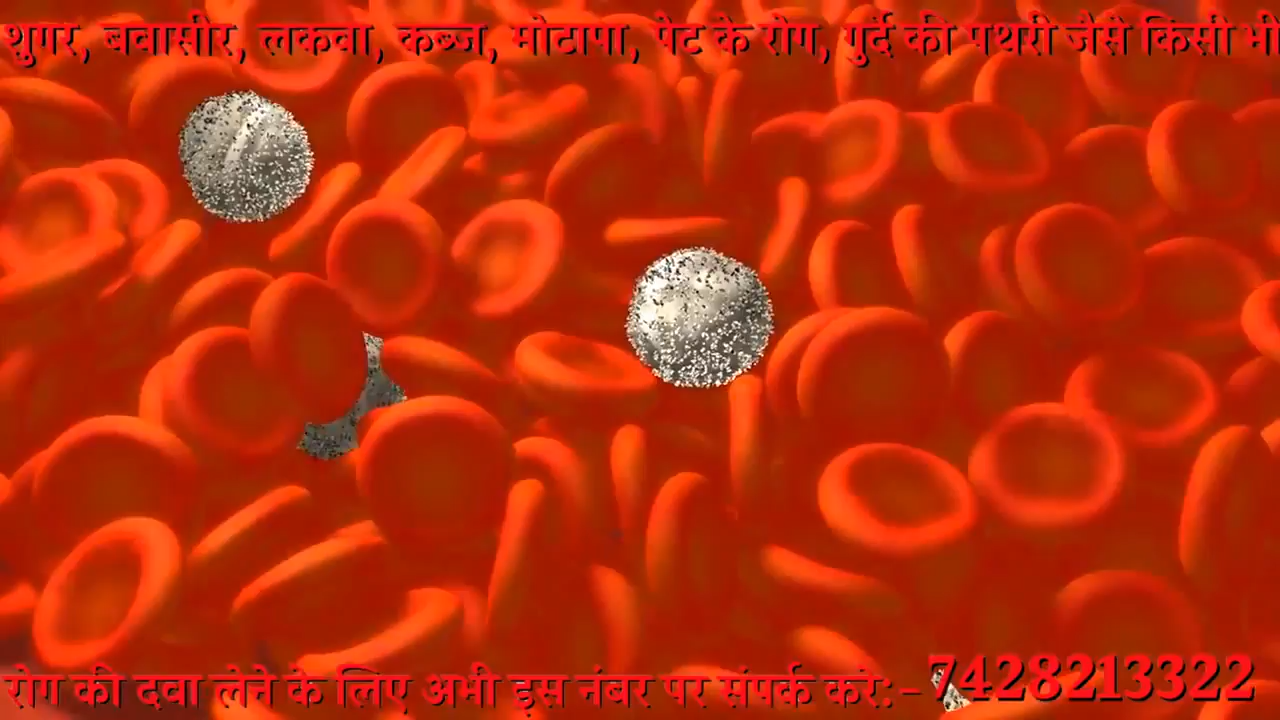 शुगर, बवासीर, लकवा, कब्ज, मोटापा, पेट के रोग, गुर्दे की पथरी जैसे किसी भी
रोग की दवा लेने के लिए अभी इस नंबर पर संपर्क करे:-7428213322